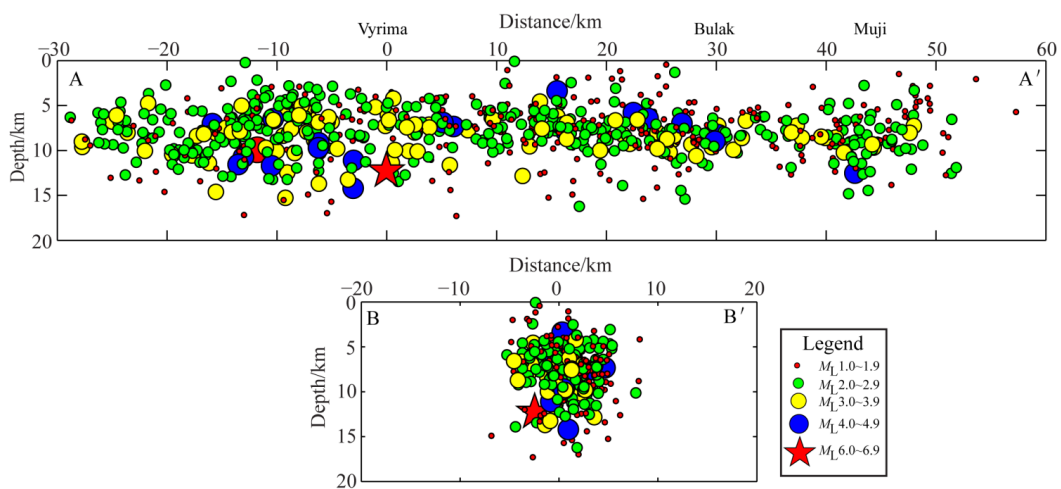 Distance/km
Vyrima Bulak Muji
−30 −20 −10 0 10 20 30 40 50 60
0
A A′
5
Depth/km
10
15
20
Distance/km
−20 −10 0 10 20
0
B B′
5
Depth/km
10
15
20
Legend
ML1.0~1.9
ML2.0~2.9
ML3.0~3.9
ML4.0~4.9
ML6.0~6.9